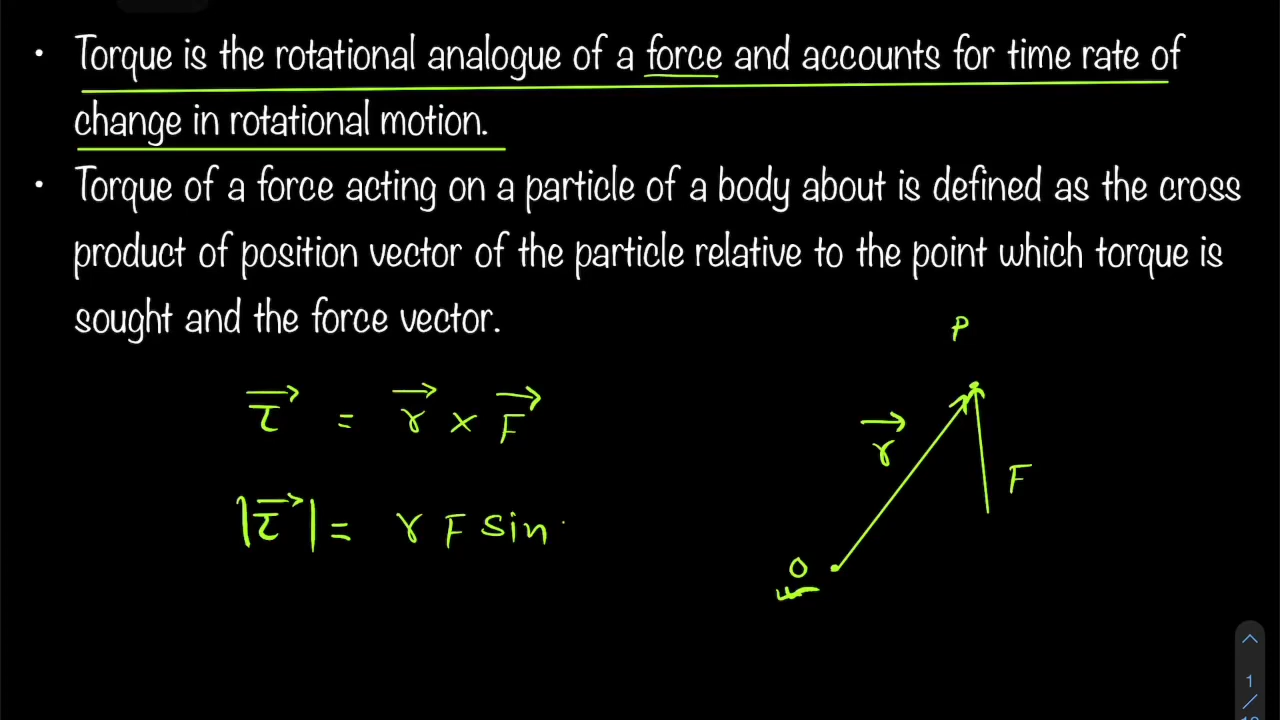 • Torque is the rotational analogue of a force and accounts for time rate of
change in rotational motion.
• Torque of a force acting on a particle of a body about is defined as the cross
product of position vector of the particle relative to the point which torque is
sought and the force vector.
P
τ⃗ = r⃗ × F⃗
r⃗
F
|τ⃗| = r F sin
O
1
/